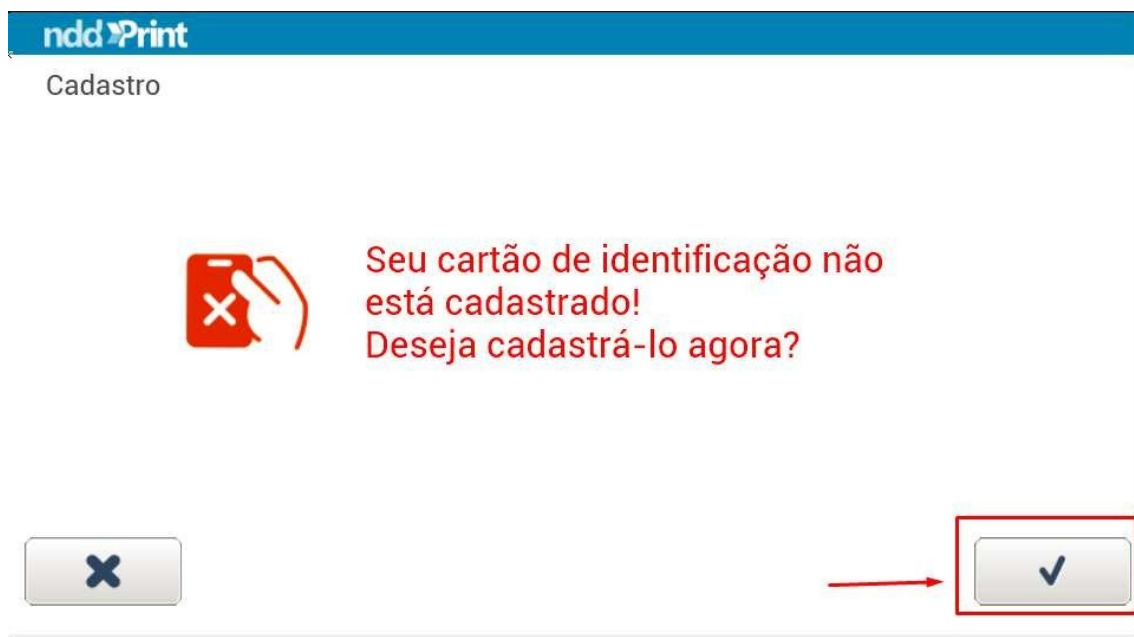 ndd Print
Cadastro
Seu cartão de identificação não
está cadastrado!
Deseja cadastrá-lo agora?